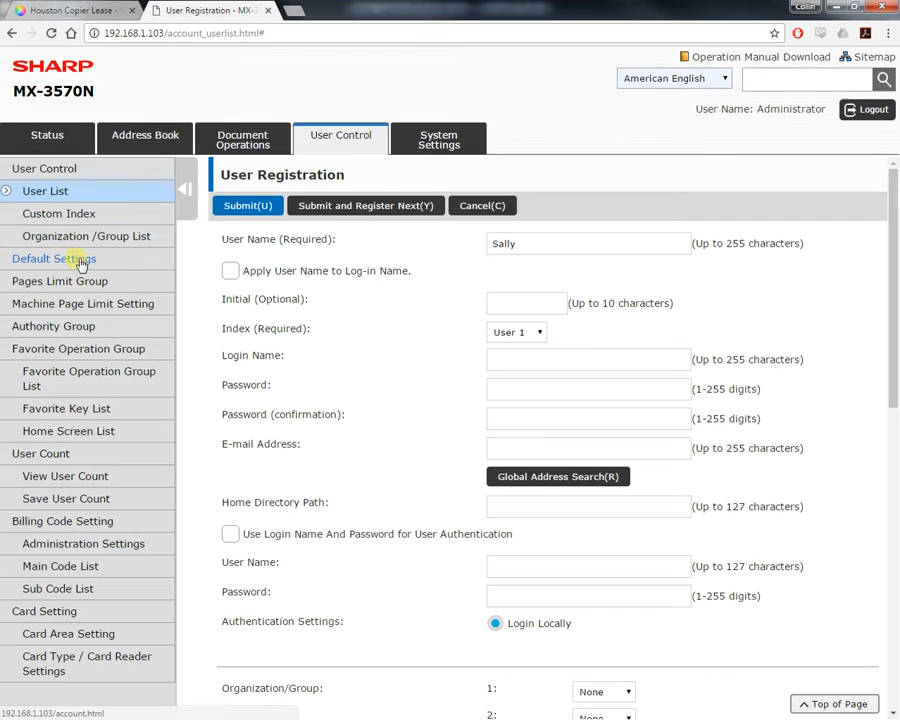 Houston Copier Lease -
User Registration - MX-3
Collin
192.168.1.103/account_userlist.html#
SHARP
MX-3570N
Operation Manual Download
Sitemap
American English
User Name: Administrator
Logout
Status
Address Book
Document
Operations
User Control
System
Settings
User Control
User List
Custom Index
Organization /Group List
Default Settings
Pages Limit Group
Machine Page Limit Setting
Authority Group
Favorite Operation Group
Favorite Operation Group
List
Favorite Key List
Home Screen List
User Count
View User Count
Save User Count
Billing Code Setting
Administration Settings
Main Code List
Sub Code List
Card Setting
Card Area Setting
Card Type / Card Reader
Settings
192.168.1.103/account.html
User Registration
Submit(U)
Submit and Register Next(Y)
Cancel(C)
User Name (Required):
Sally
(Up to 255 characters)
Apply User Name to Log-in Name.
Initial (Optional):
(Up to 10 characters)
Index (Required):
User 1
Login Name:
(Up to 255 characters)
Password:
(1-255 digits)
Password (confirmation):
(1-255 digits)
E-mail Address:
(Up to 255 characters)
Global Address Search(R)
Home Directory Path:
(Up to 127 characters)
Use Login Name And Password for User Authentication
User Name:
(Up to 127 characters)
Password:
(1-255 digits)
Authentication Settings:
Login Locally
Organization/Group:
1:
None
2:
None
Top of Page